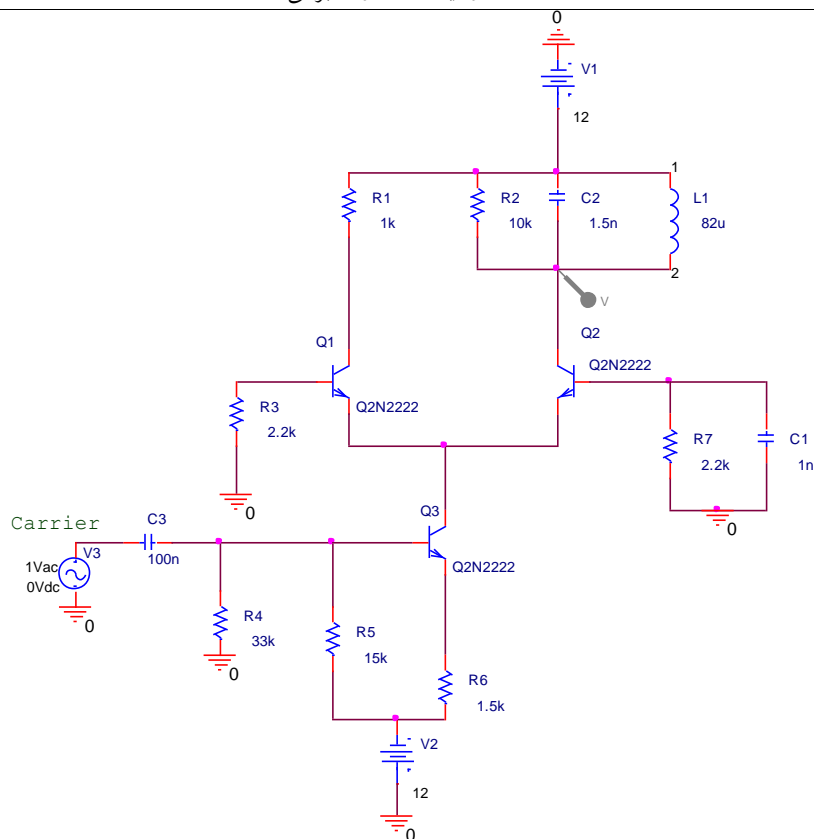 0
V1
12
1
R1
1k
R2
10k
C2
1.5n
L1
82u
2
V
Q1
Q2
Q2N2222
Q2N2222
R3
2.2k
R7
2.2k
C1
1n
0
0
Q3
Carrier
C3
100n
V3
1Vac
0Vdc
0
Q2N2222
R4
33k
0
R5
15k
R6
1.5k
V2
12
0